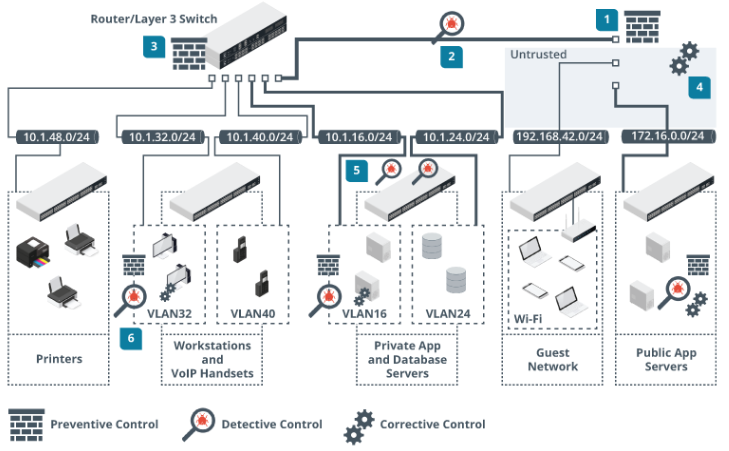 Router/Layer 3 Switch
1
3
2
Untrusted
4
10.1.48.0/24
10.1.32.0/24
10.1.40.0/24
10.1.16.0/24
10.1.24.0/24
192.168.42.0/24
172.16.0.0/24
5
VLAN32
VLAN40
VLAN16
VLAN24
Wi-Fi
6
Printers
Workstations
and
VoIP Handsets
Private App
and Database
Servers
Guest
Network
Public App
Servers
Preventive Control
Detective Control
Corrective Control